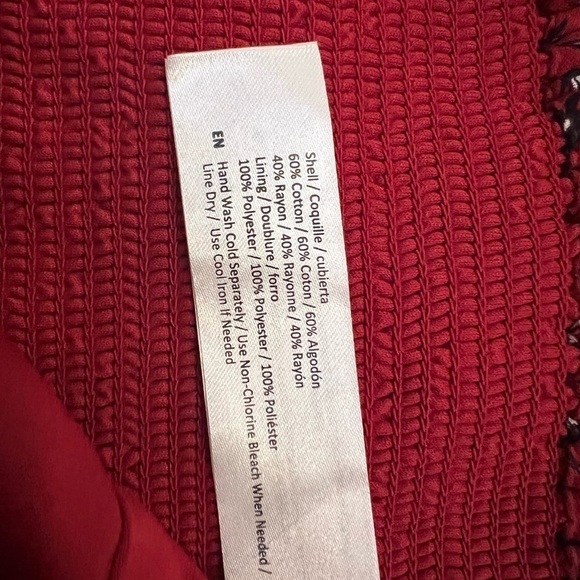 Shell / Coquille / cubierta
60% Cotton / 60% Coton / 60% Algodón
40% Rayon / 40% Rayonne / 40% Rayón
Lining / Doublure / forro
100% Polyester / 100% Polyester / 100% Poliéster
EN Hand Wash Cold Separately / Use Non-Chlorine Bleach When Needed /
Line Dry / Use Cool Iron If Needed